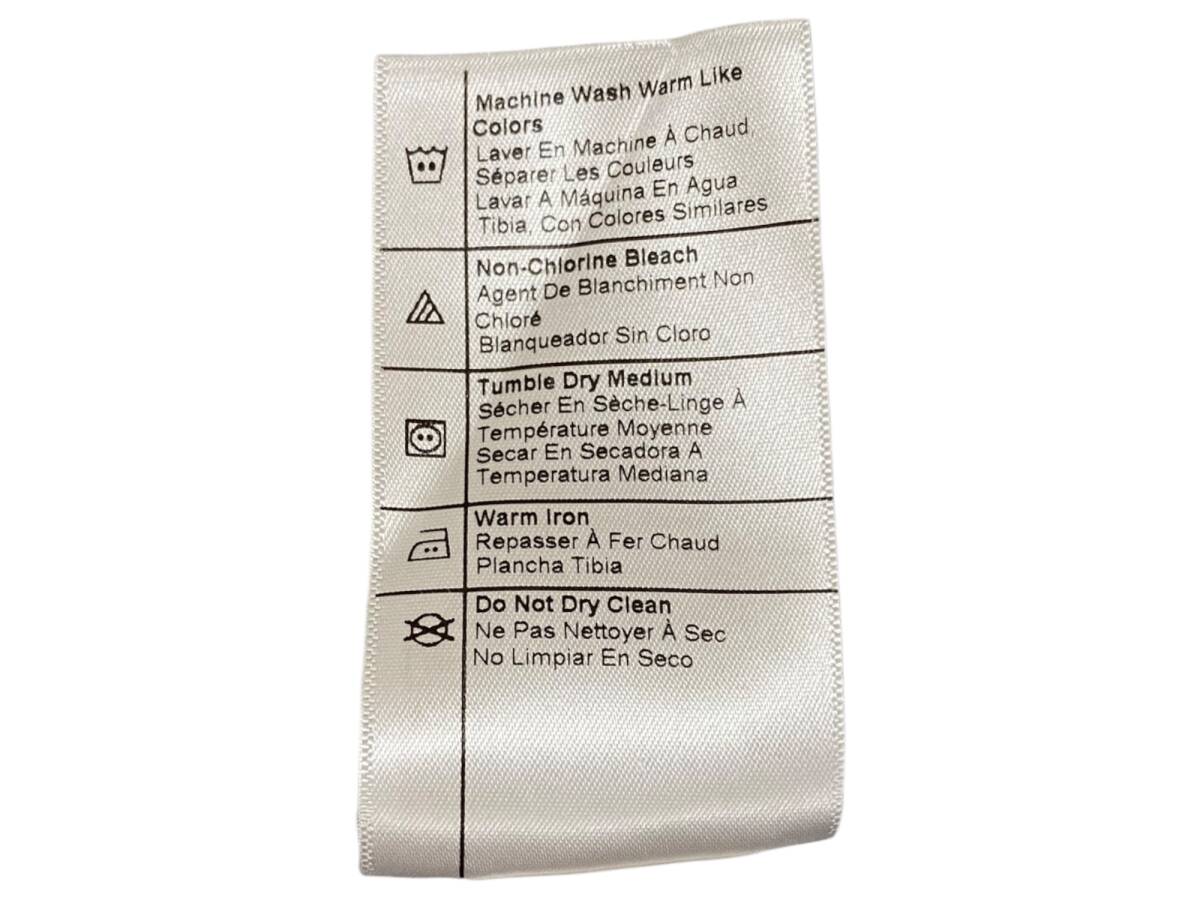 Machine Wash Warm Like
Colors
Laver En Machine À Chaud,
Séparer Les Couleurs
Lavar A Máquina En Agua
Tibia, Con Colores Similares
Non-Chlorine Bleach
Agent De Blanchiment Non
Chloré
Blanqueador Sin Cloro
Tumble Dry Medium
Sécher En Sèche-Linge À
Température Moyenne
Secar En Secadora A
Temperatura Mediana
Warm Iron
Repasser À Fer Chaud
Plancha Tibia
Do Not Dry Clean
Ne Pas Nettoyer À Sec
No Limpiar En Seco